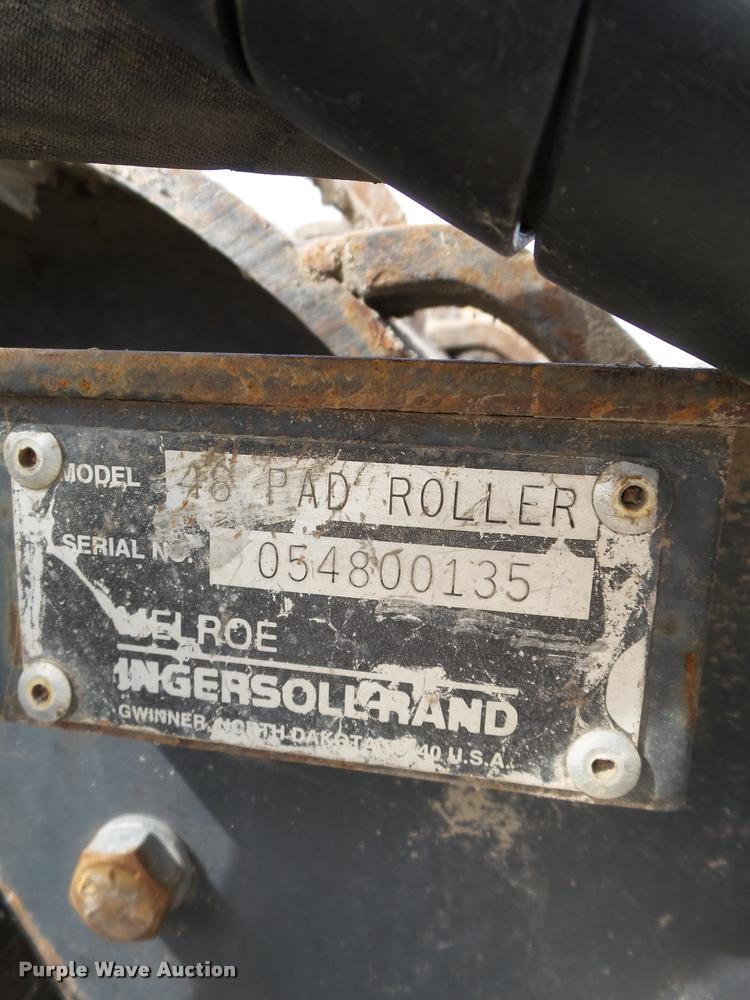 MODEL 48 PAD ROLLER
SERIAL NO. 054800135
MELROE
INGERSOLL-RAND
GWINNER, NORTH DAKOTA U.S.A.
Purple Wave Auction